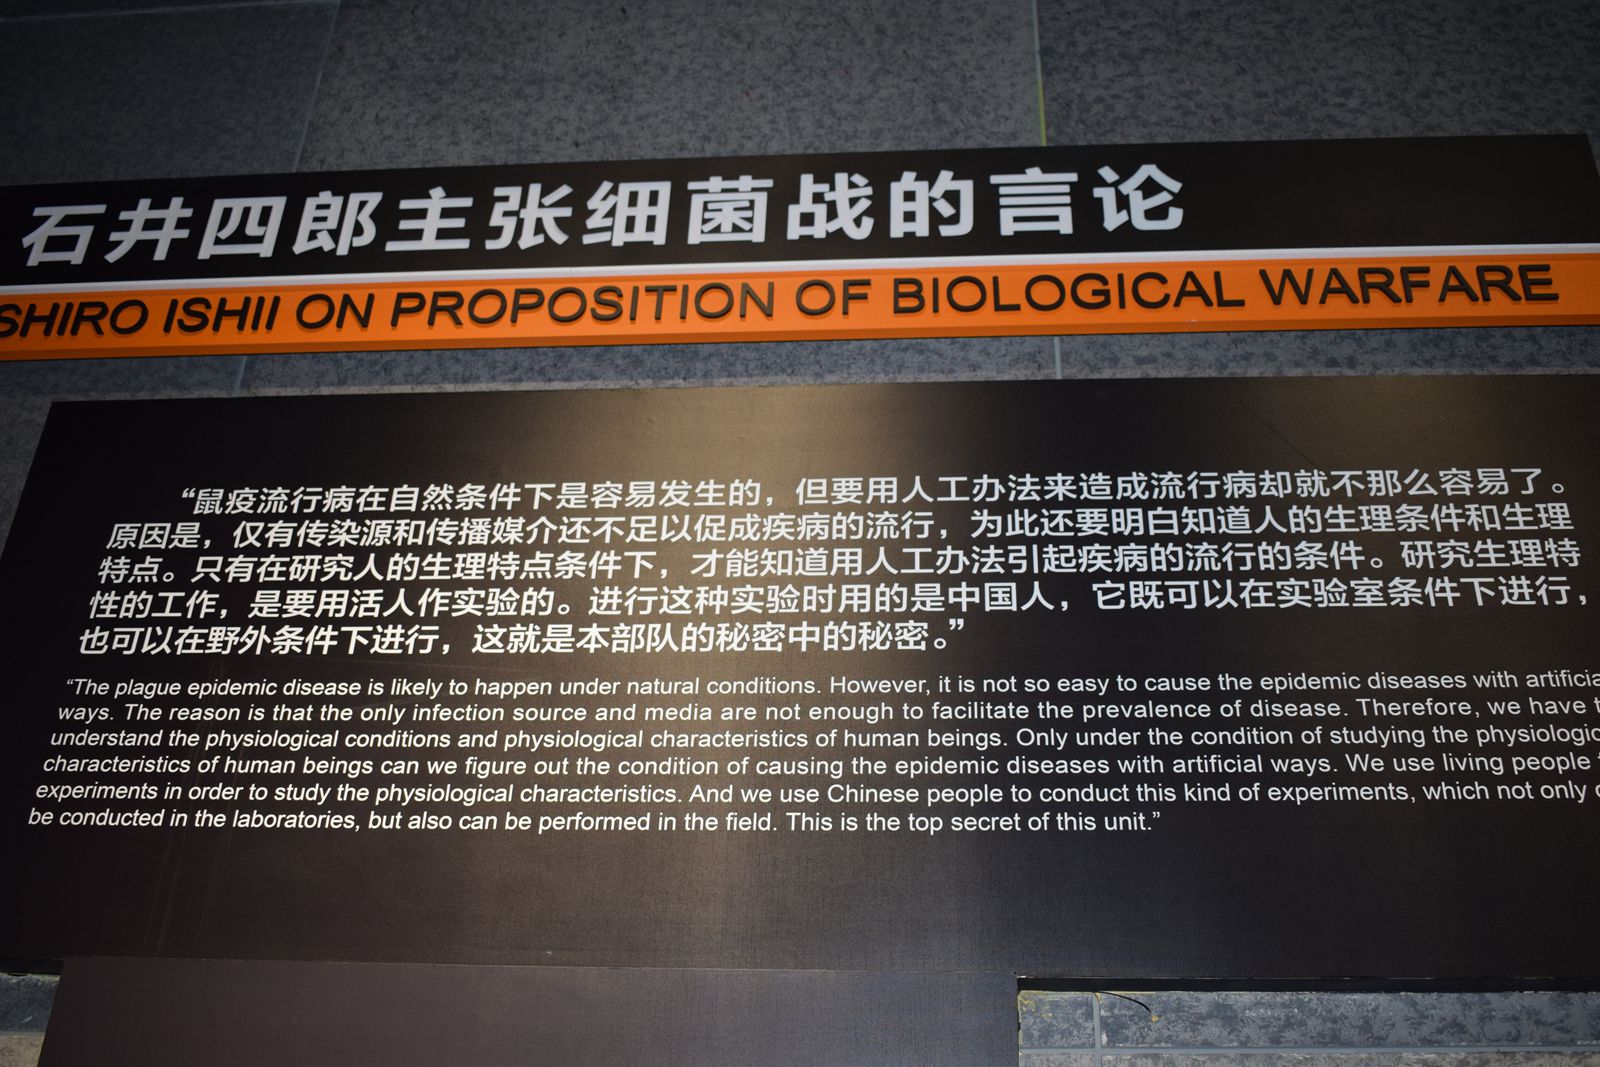 石井四郎主张细菌战的言论
SHIRO ISHII ON PROPOSITION OF BIOLOGICAL WARFARE
“鼠疫流行病在自然条件下是容易发生的，但要用人工办法来造成流行病却就不那么容易了。
原因是，仅有传染源和传播媒介还不足以促成疾病的流行，为此还要明白知道人的生理条件和生理
特点。只有在研究人的生理特点条件下，才能知道用人工办法引起疾病的流行的条件。研究生理特
性的工作，是要用活人作实验的。进行这种实验时用的是中国人，它既可以在实验室条件下进行，
也可以在野外条件下进行，这就是本部队的秘密中的秘密。”
“The plague epidemic disease is likely to happen under natural conditions. However, it is not so easy to cause the epidemic diseases with
ways. The reason is that the only infection source and media are not enough to facilitate the prevalence of disease. Therefore, we have
understand the physiological conditions and physiological characteristics of human beings. Only under the condition of studying the
characteristics of human beings can we figure out the condition of causing the epidemic diseases with artificial ways. We use living people
experiments in order to study the physiological characteristics. And we use Chinese people to conduct this kind of experiments, which not only
be conducted in the laboratories, but also can be performed in the field. This is the top secret of this unit.”